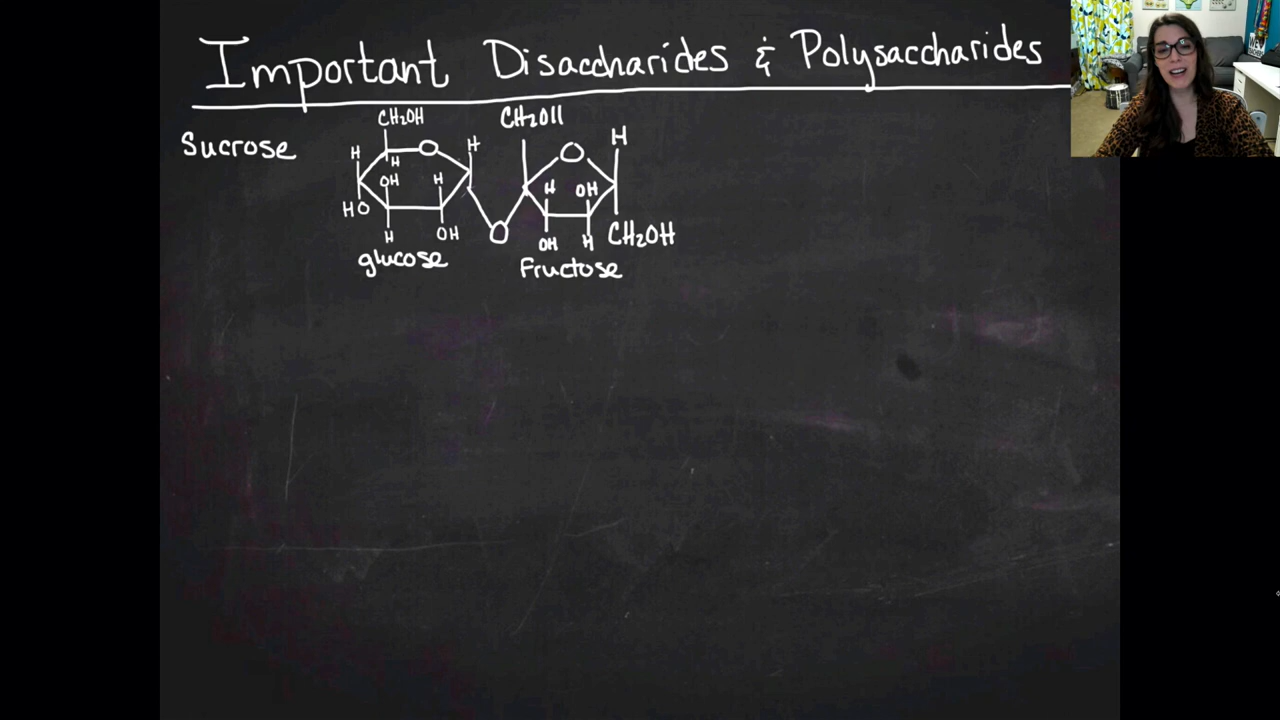 Important Disaccharides & Polysaccharides
Sucrose
CH2OH CH2OH
H O H O H
H
OH H H OH
HO
H OH O OH H CH2OH
glucose Fructose